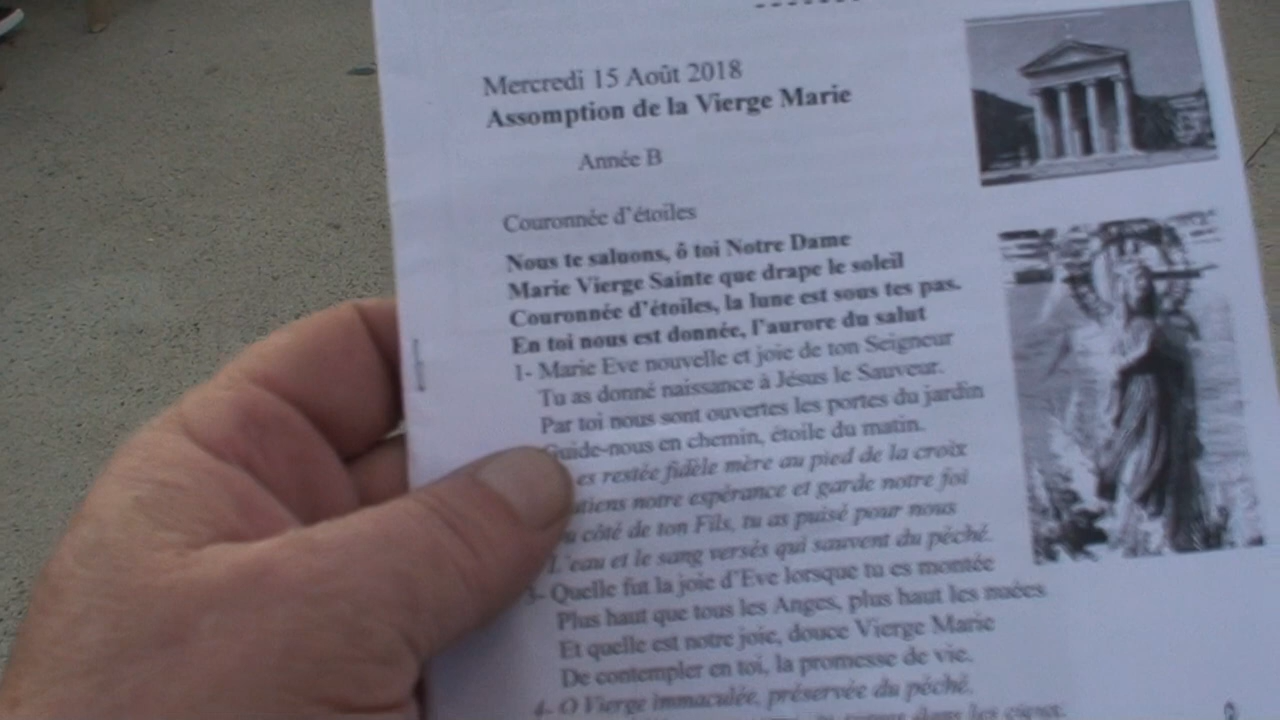 Mercredi 15 Août 2018
Assomption de la Vierge Marie
Année B
Couronnée d'étoiles
Nous te saluons, ô toi Notre Dame
Marie Vierge Sainte que drape le soleil
Couronnée d'étoiles, la lune est sous tes pas.
En toi nous est donnée, l'aurore du salut
1- Marie Eve nouvelle et joie de ton Seigneur
Tu as donné naissance à Jésus le Sauveur.
Par toi nous sont ouvertes les portes du jardin
Guide-nous en chemin, étoile du matin.
es restée fidèle mère au pied de la croix
notre espérance et garde notre foi
côté de ton Fils, tu as puisé pour nous
L'eau et le sang versés qui sauvent du péché.
3- Quelle fut la joie d'Eve lorsque tu es montée
Plus haut que tous les Anges, plus haut les nuées
Et quelle est notre joie, douce Vierge Marie
De contempler en toi, la promesse de vie.
4- O Vierge immaculée, préservée du péché.
dans les